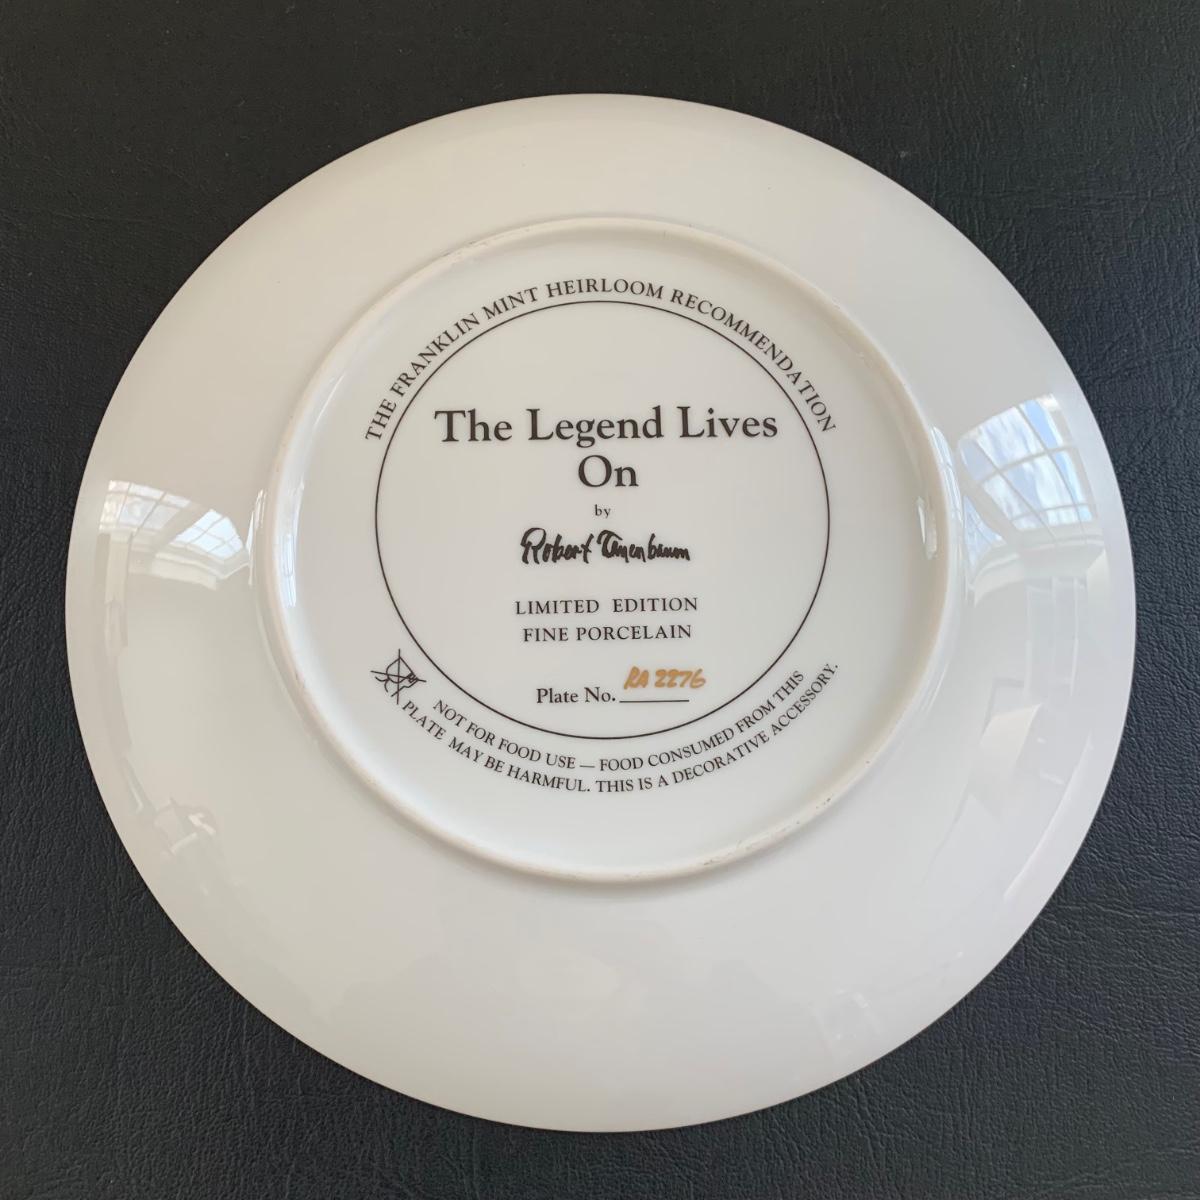 THE FRANKLIN MINT HEIRLOOM RECOMMENDATION
The Legend Lives
On
by
Robert Tanenbaum
LIMITED EDITION
FINE PORCELAIN
Plate No. RA 2276
NOT FOR FOOD USE — FOOD CONSUMED FROM THIS
PLATE MAY BE HARMFUL. THIS IS A DECORATIVE ACCESSORY.